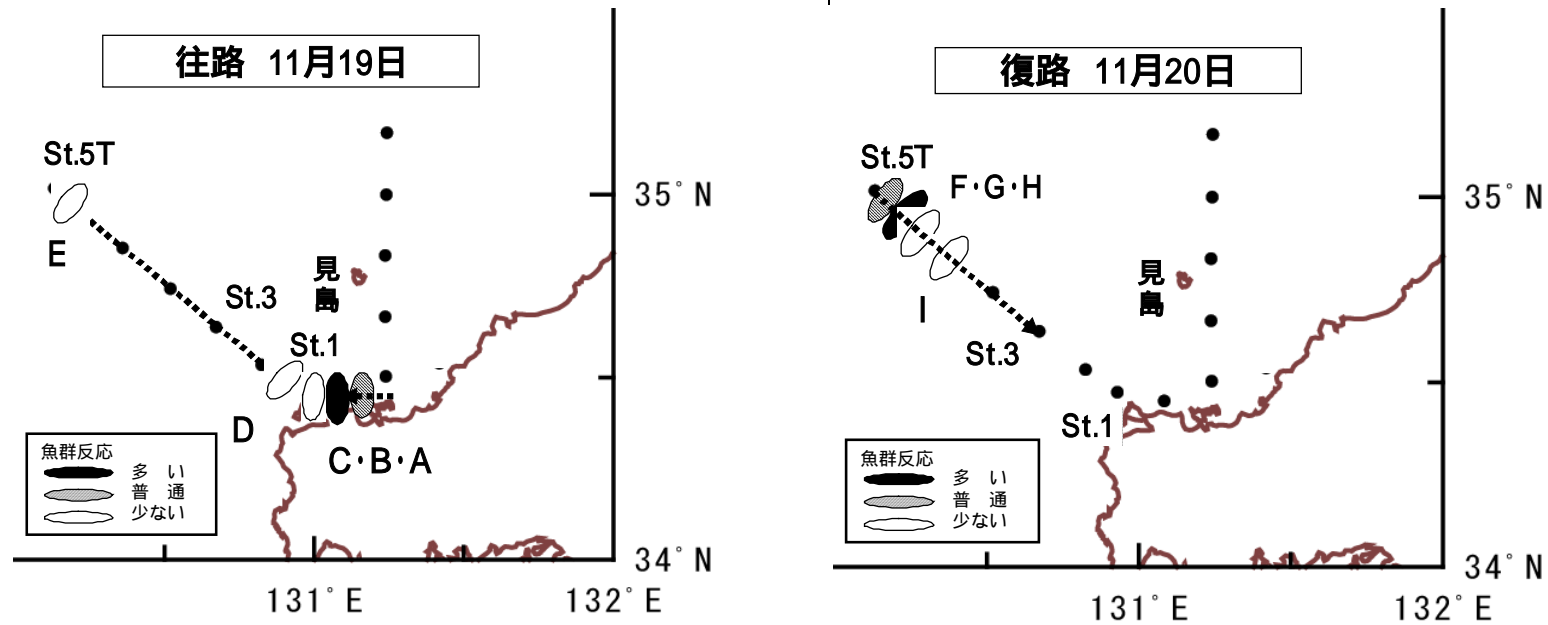 往路 11月19日
St.5T
E
St.3
見島
St.1
D
C・B・A
魚群反応
多 い
普 通
少ない
35°N
34°N
131°E
132°E
復路 11月20日
St.5T
F・G・H
I
見島
St.3
St.1
魚群反応
多 い
普 通
少ない
35°N
34°N
131°E
132°E